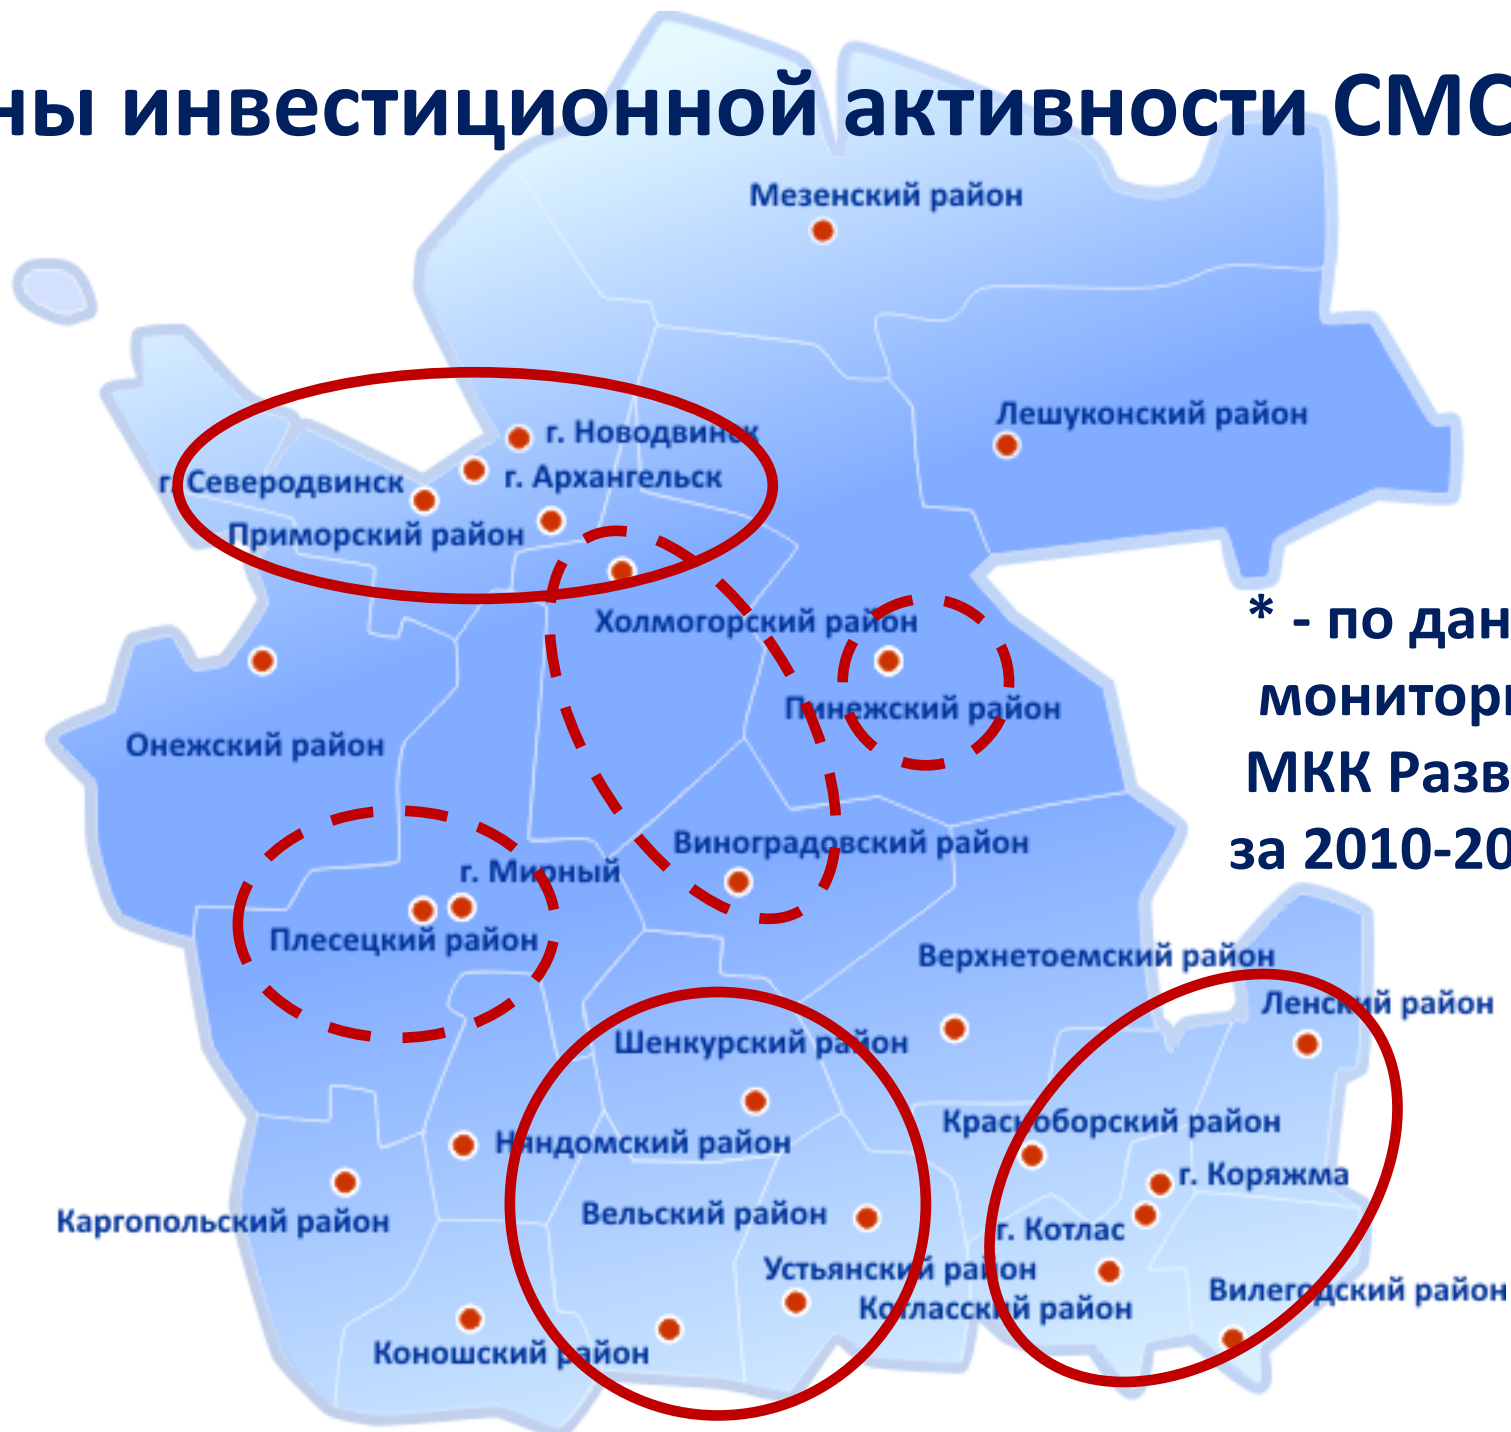 ны инвестиционной активности СМС
Мезенский район
Лешуконский район
г. Новодвинск
г. Архангельск
г. Северодвинск
Приморский район
* - по дан
Холмогорский район
монитор
Пинежский район
Онежский район
МКК Разв
Виноградовский район
за 2010-20
г. Мирный
Плесецкий район
Верхнетоемский район
Ленский район
Шенкурский район
Красноборский район
Няндомский район
г. Коряжма
Каргопольский район
Вельский район
г. Котлас
Устьянский район
Вилегодский район
Котласский район
Коношский район